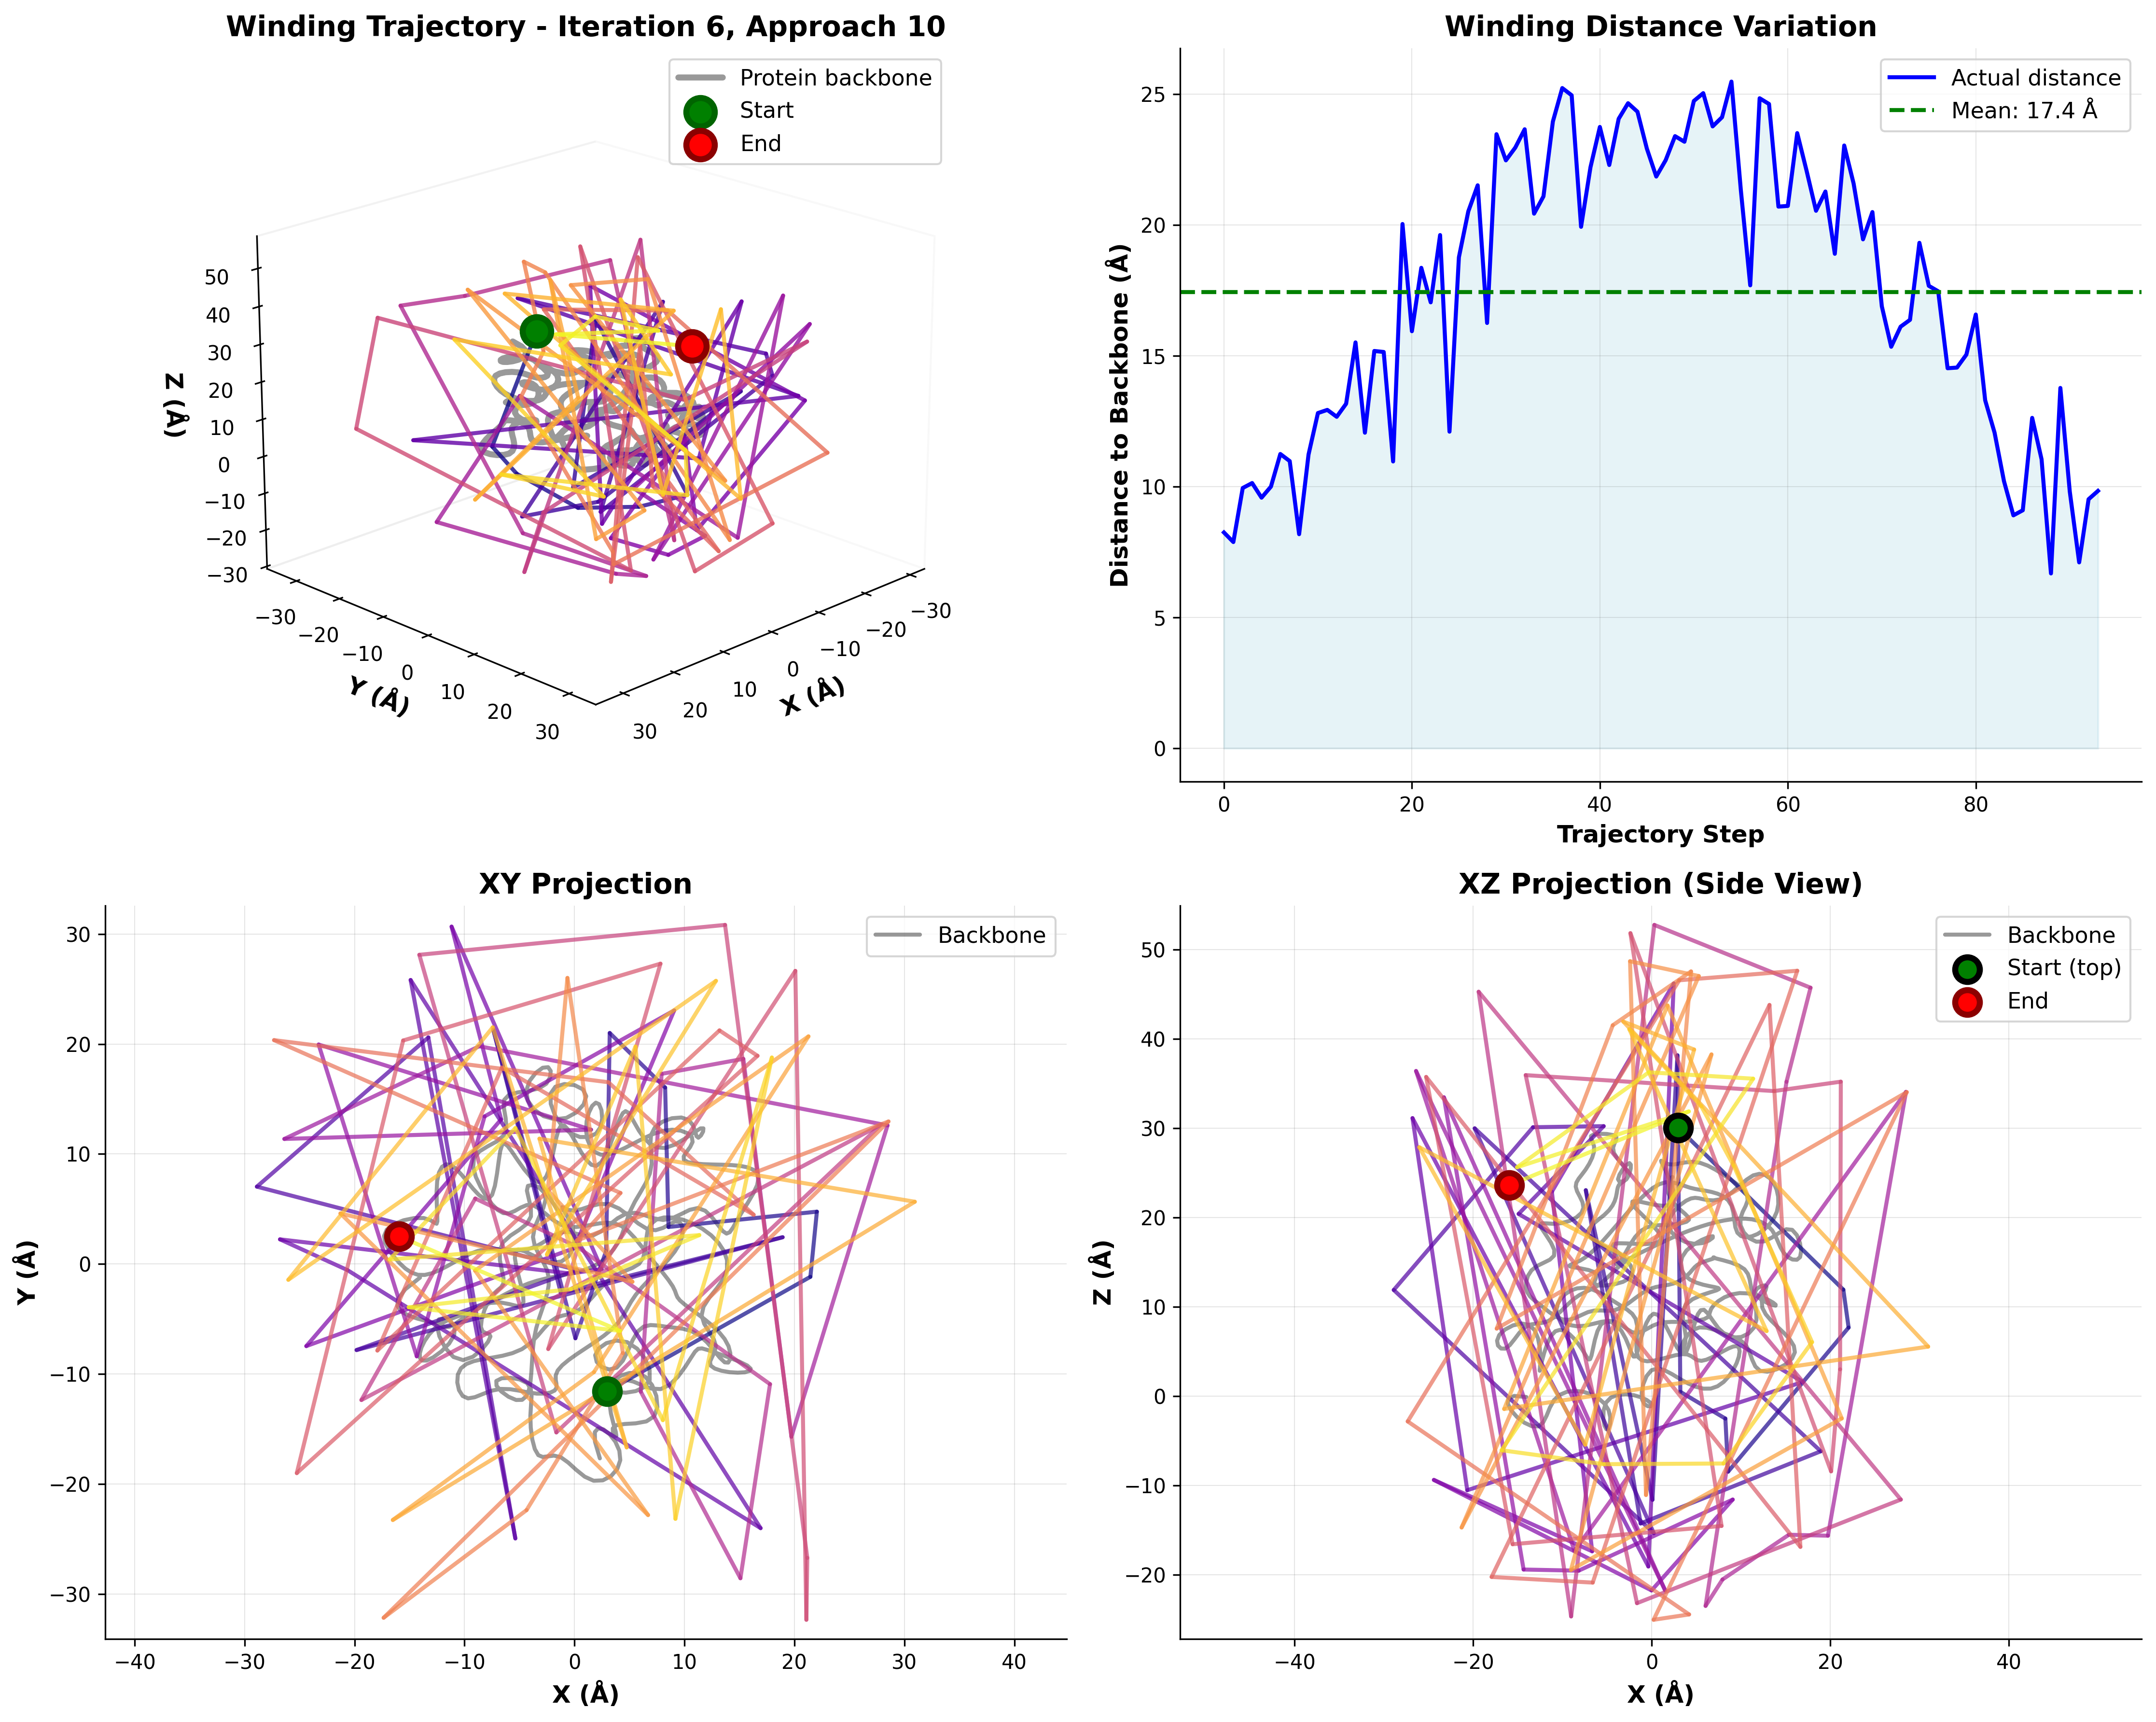 Winding Trajectory - Iteration 6, Approach 10
Protein backbone
Start
End
50
40
30
20
10
0
−10
−20
−30
Z (Å)
−30
−20
−10
0
10
20
30
Y (Å)
−30
−20
−10
0
10
20
30
X (Å)
Winding Distance Variation
Actual distance
Mean: 17.4 Å
25
20
15
10
5
0
Distance to Backbone (Å)
0
20
40
60
80
Trajectory Step
XY Projection
Backbone
30
20
10
0
−10
−20
−30
Y (Å)
−40
−30
−20
−10
0
10
20
30
40
X (Å)
XZ Projection (Side View)
Backbone
Start (top)
End
50
40
30
20
10
0
−10
−20
Z (Å)
−40
−20
0
20
40
X (Å)